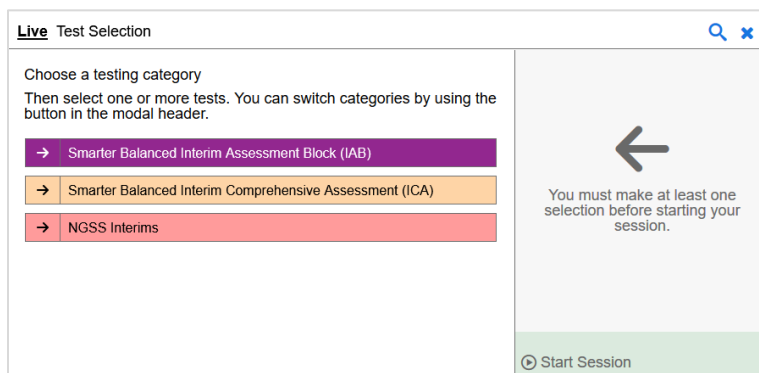 Live Test Selection
Choose a testing category
Then select one or more tests. You can switch categories by using the
button in the modal header.
Smarter Balanced Interim Assessment Block (IAB)
Smarter Balanced Interim Comprehensive Assessment (ICA)
NGSS Interims
You must make at least one
selection before starting your
session.
Start Session